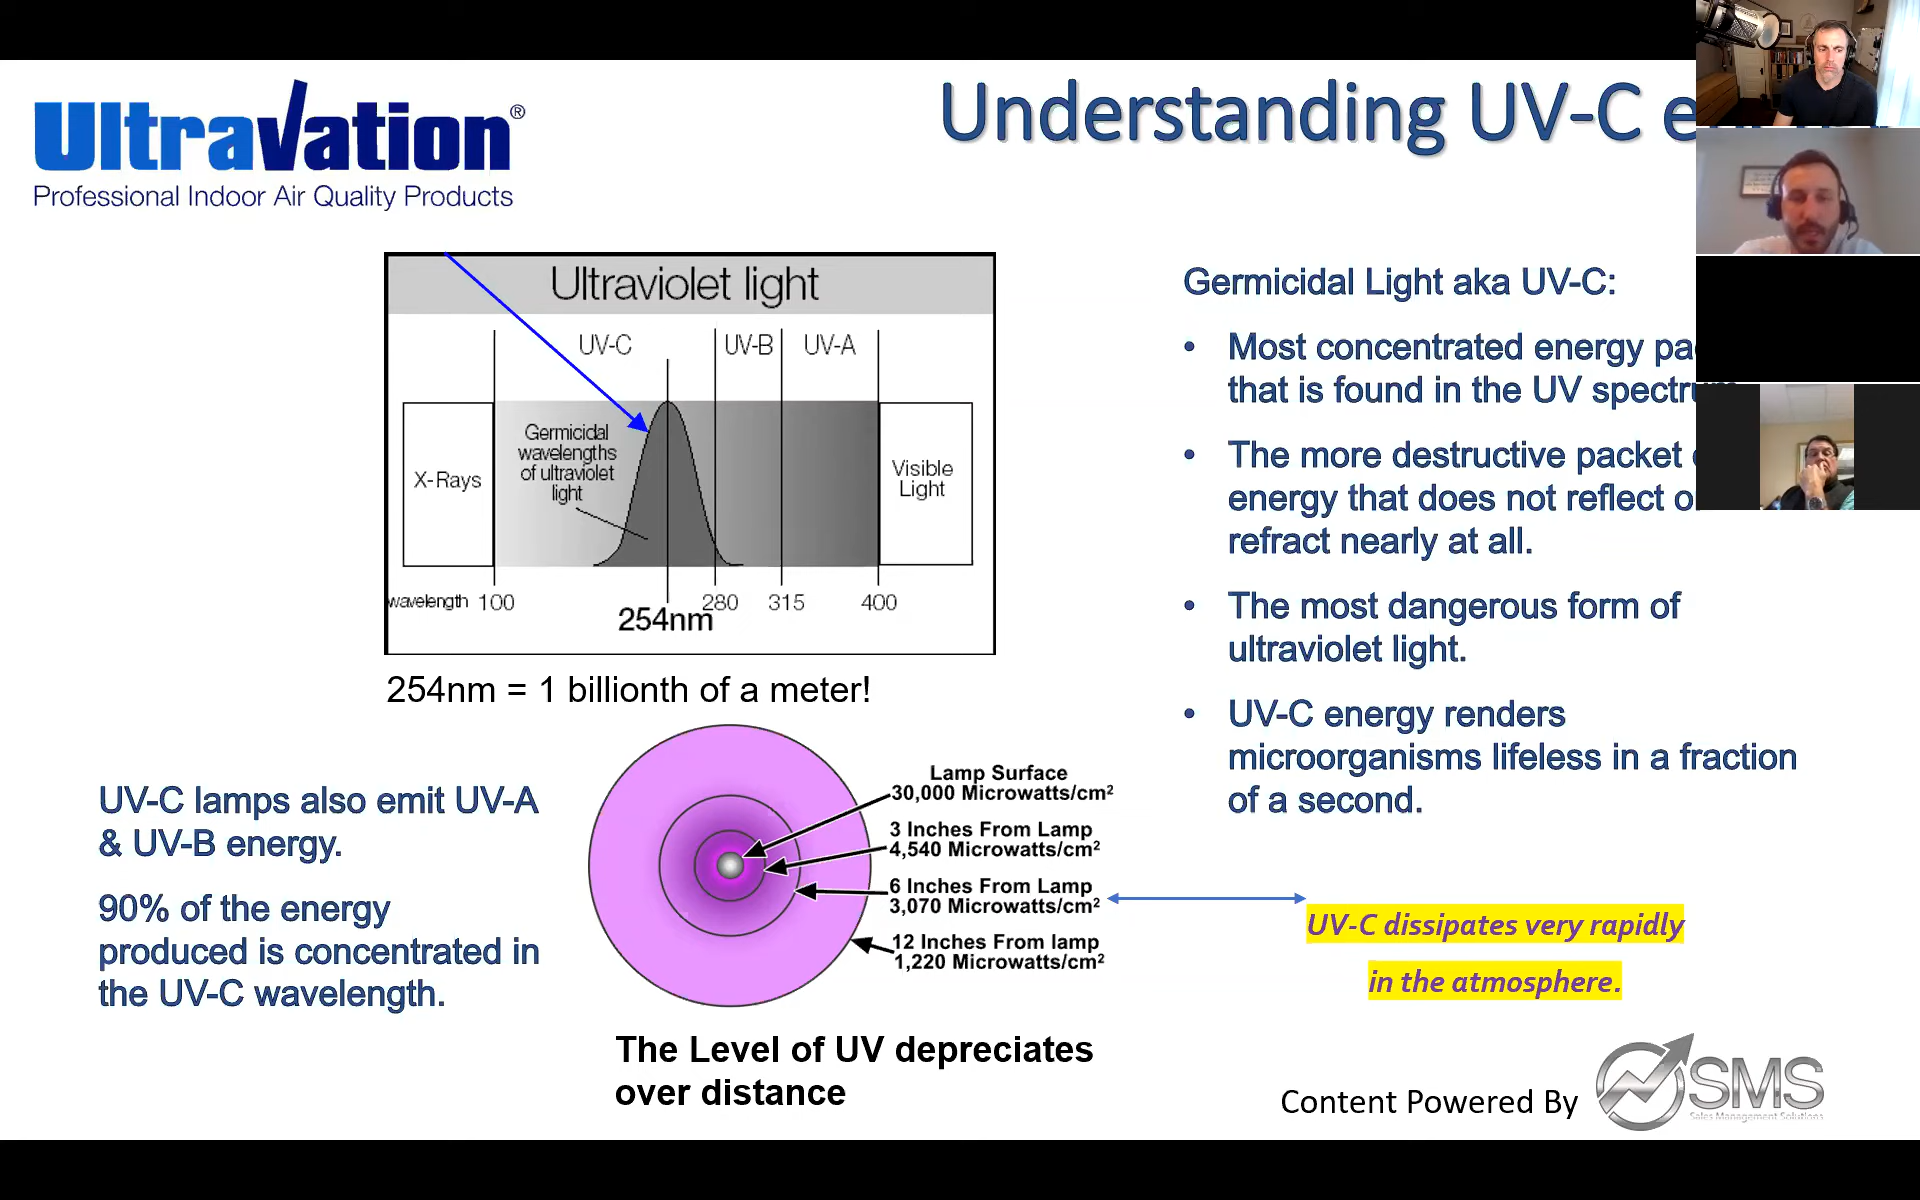 Ultravation®
Professional Indoor Air Quality Products
Understanding UV-C
Ultraviolet light
UV-C
UV-B
UV-A
X-Rays
Germicidal
wavelengths
of ultraviolet
light
Visible
Light
wavelength 100
280
315
400
254nm
254nm = 1 billionth of a meter!
Germicidal Light aka UV-C:
• Most concentrated energy
that is found in the UV
• The more destructive packet
energy that does not reflect
refract nearly at all.
• The most dangerous form of
ultraviolet light.
• UV-C energy renders
microorganisms lifeless in a fraction
of a second.
UV-C lamps also emit UV-A
& UV-B energy.
90% of the energy
produced is concentrated in
the UV-C wavelength.
Lamp Surface
30,000 Microwatts/cm²
3 Inches From Lamp
4,540 Microwatts/cm²
6 Inches From Lamp
3,070 Microwatts/cm²
12 Inches From lamp
1,220 Microwatts/cm²
UV-C dissipates very rapidly
in the atmosphere.
The Level of UV depreciates
over distance
Content Powered By
SMS
Sales Management Solutions